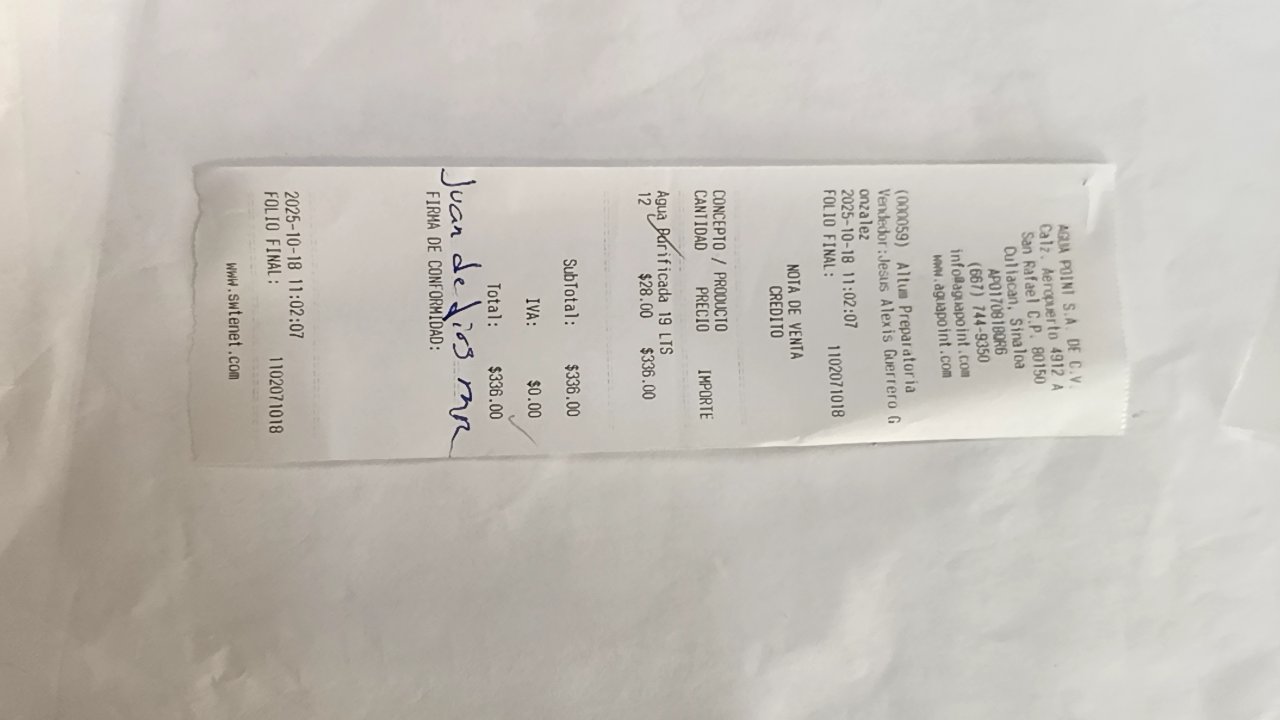 AGUA POINT S.A. DE C.V.
Calz. Aeropuerto 4912 A
San Rafael C.P. 80150
Culiacan, Sinaloa
APO170818QR6
(667) 744-9350
info@aguapoint.com
www.aguapoint.com
(000059) Altum Preparatoria
Vendedor:Jesus Alexis Guerrero G
onzalez
2025-10-18 11:02:07
FOLIO FINAL: 1102071018
NOTA DE VENTA
CREDITO
CONCEPTO / PRODUCTO
CANTIDAD PRECIO IMPORTE
Agua Purificada 19 LTS
12 $28.00 $336.00
SubTotal: $336.00
IVA: $0.00
Total: $336.00
Juan de dios
FIRMA DE CONFORMIDAD:
2025-10-18 11:02:07
FOLIO FINAL: 1102071018
www.swtenet.com